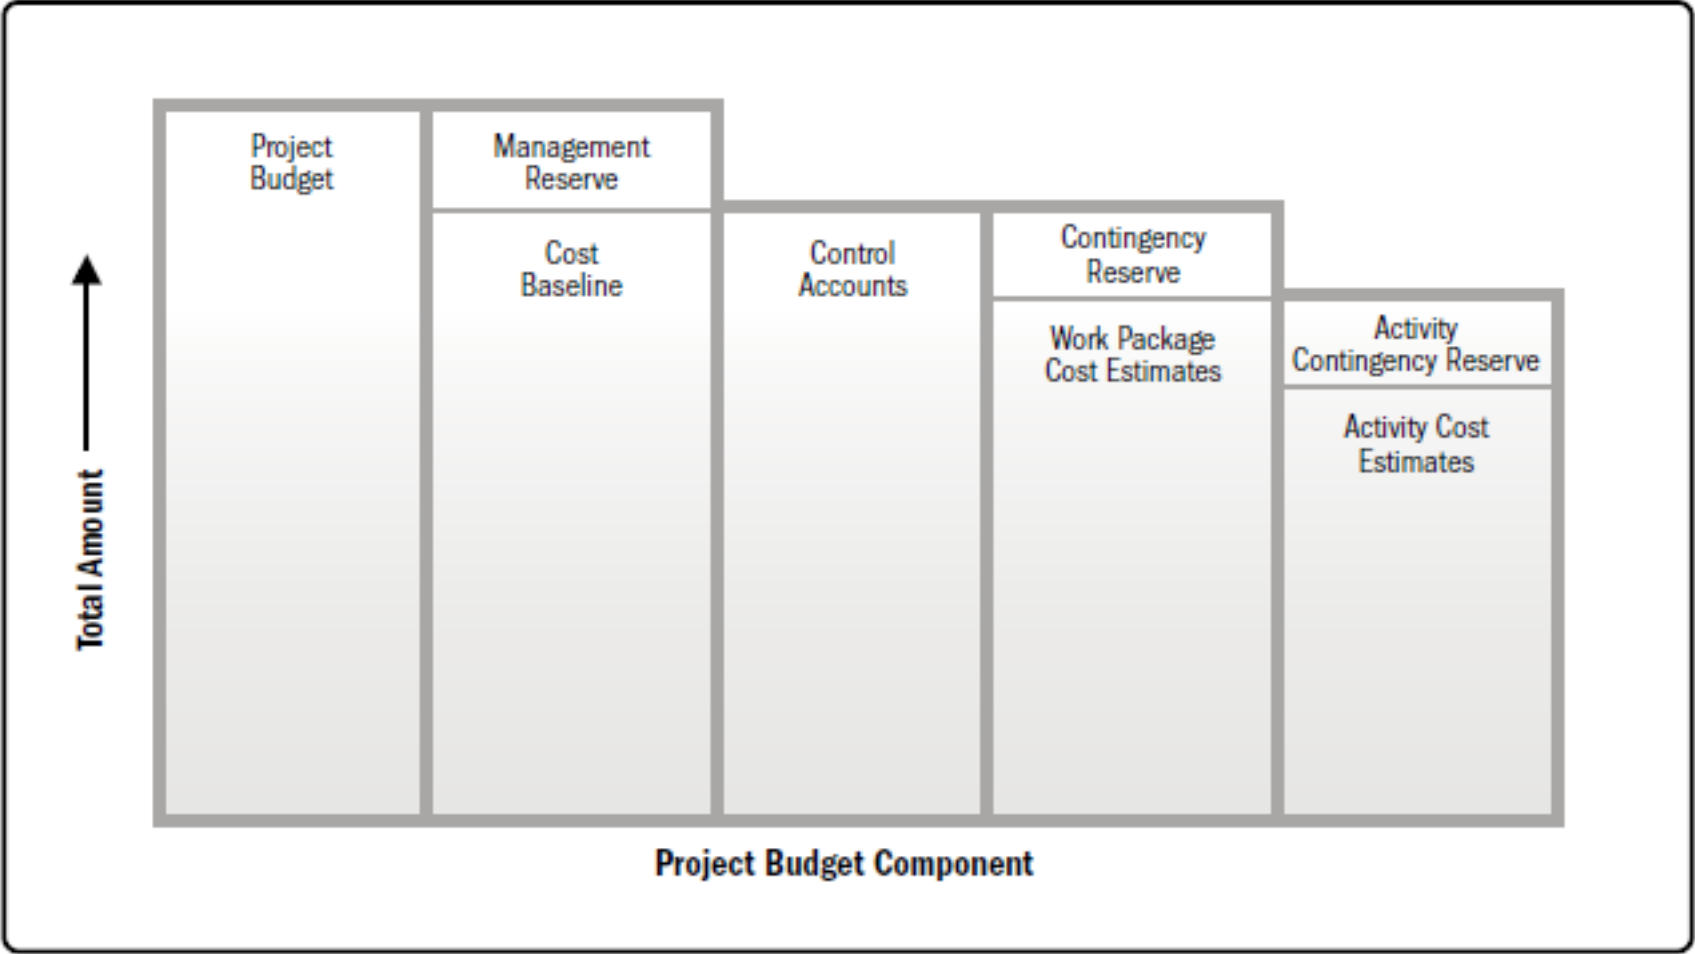 Project
Budget
Management
Reserve
Cost
Baseline
Control
Accounts
Contingency
Reserve
Work Package
Cost Estimates
Activity
Contingency Reserve
Activity Cost
Estimates
Total Amount
Project Budget Component